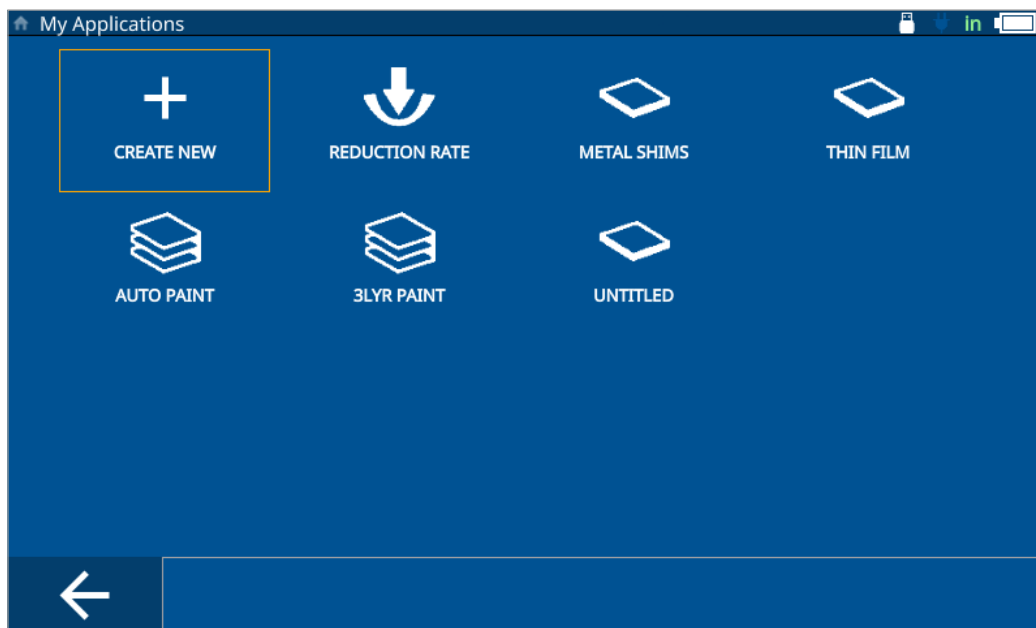 My Applications
in
CREATE NEW
REDUCTION RATE
METAL SHIMS
THIN FILM
AUTO PAINT
3LYR PAINT
UNTITLED